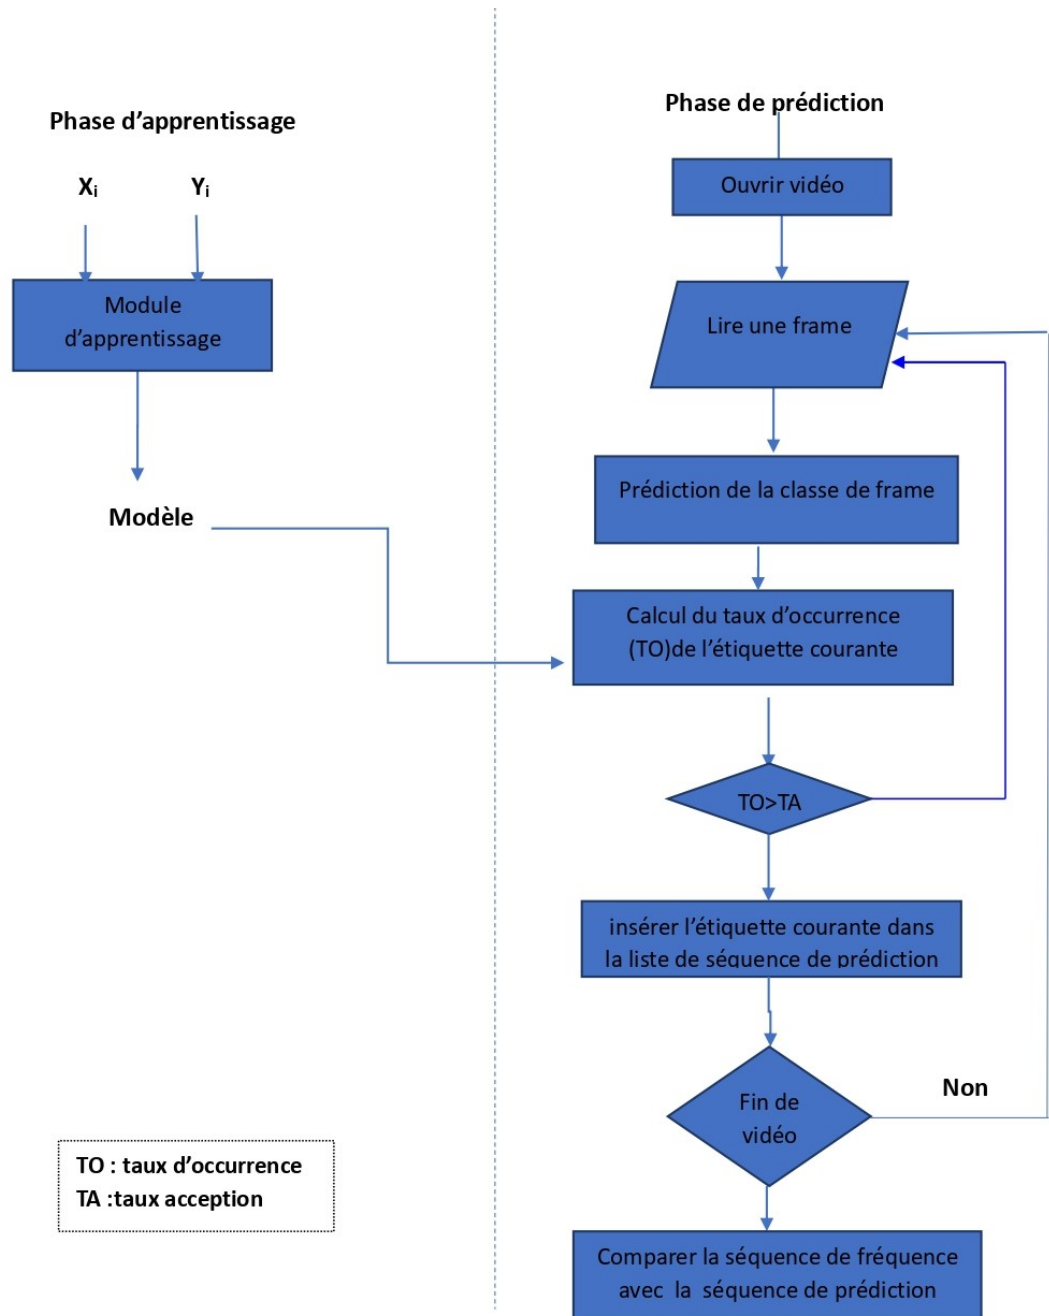 Phase d’apprentissage
Xᵢ Yᵢ
Module
d’apprentissage
Modèle
TO : taux d’occurrence
TA :taux acception
Phase de prédiction
Ouvrir vidéo
Lire une frame
Prédiction de la classe de frame
Calcul du taux d’occurrence
(TO)de l’étiquette courante
TO>TA
insérer l’étiquette courante dans
la liste de séquence de prédiction
Fin de
vidéo
Non
Comparer la séquence de fréquence
avec la séquence de prédiction